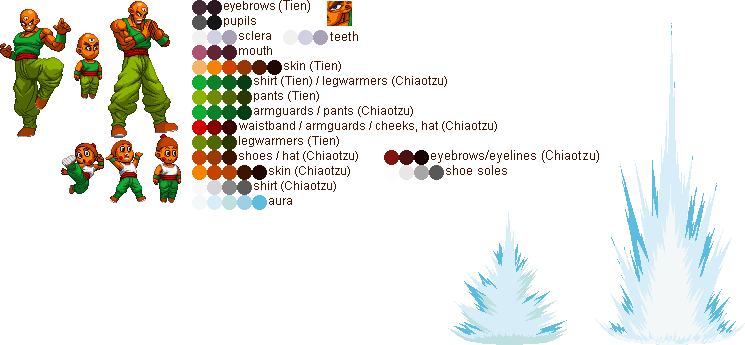 eyebrows (Tien)
pupils
sclera teeth
mouth
skin (Tien)
shirt (Tien) / legwarmers (Chiaotzu)
pants (Tien)
armguards / pants (Chiaotzu)
waistband / armguards / cheeks, hat (Chiaotzu)
legwarmers (Tien)
shoes / hat (Chiaotzu) eyebrows/eyelines (Chiaotzu)
skin (Chiaotzu) shoe soles
shirt (Chiaotzu)
aura